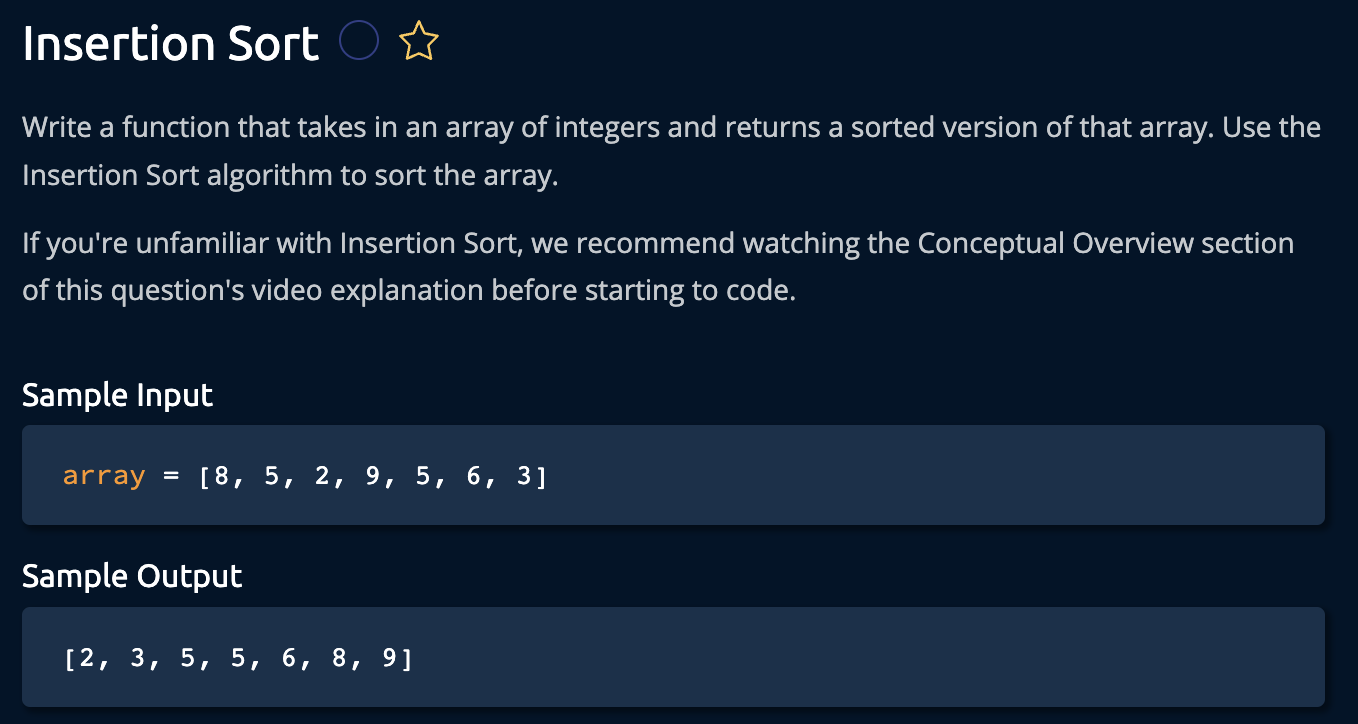 Insertion Sort
Write a function that takes in an array of integers and returns a sorted version of that array. Use the
Insertion Sort algorithm to sort the array.
If you're unfamiliar with Insertion Sort, we recommend watching the Conceptual Overview section
of this question's video explanation before starting to code.
Sample Input
array = [8, 5, 2, 9, 5, 6, 3]
Sample Output
[2, 3, 5, 5, 6, 8, 9]